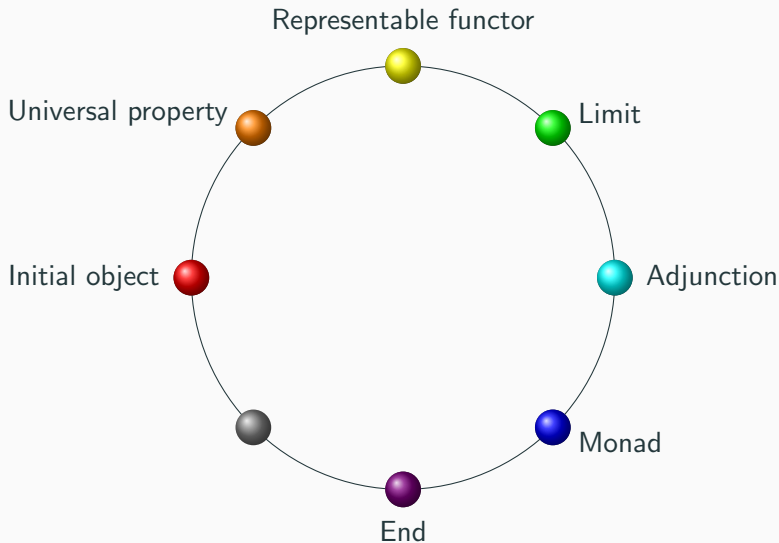 Representable functor
Universal property
Limit
Initial object
Adjunction
Monad
End